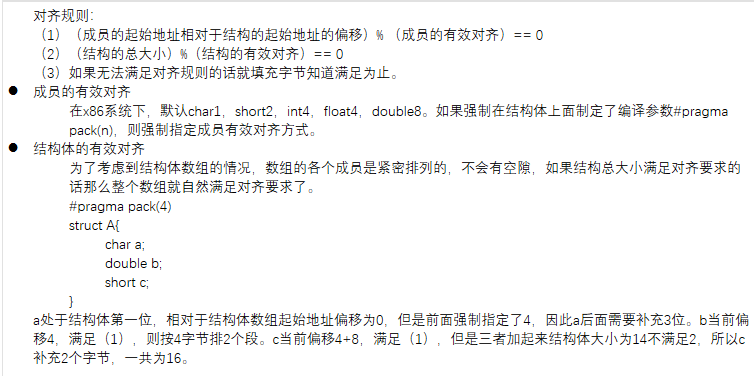 对齐规则：
（1）（成员的起始地址相对于结构的起始地址的偏移）%（成员的有效对齐）== 0
（2）（结构的总大小）%（结构的有效对齐）== 0
（3）如果无法满足对齐规则的话就填充字节知道满足为止。
● 成员的有效对齐
在x86系统下，默认char1，short2，int4，float4，double8。如果强制在结构体上面制定了编译参数#pragma
pack(n)，则强制指定成员有效对齐方式。
● 结构体的有效对齐
为了考虑到结构体数组的情况，数组的各个成员是紧密排列的，不会有空隙，如果结构总大小满足对齐要求的
话那么整个数组就自然满足对齐要求了。
#pragma pack(4)
struct A{
char a;
double b;
short c;
}
a处于结构体第一位，相对于结构体数组起始地址偏移为0，但是前面强制指定了4，因此a后面需要补充3位。b当前偏
移4，满足（1），则按4字节排2个段。c当前偏移4+8，满足（1），但是三者加起来结构体大小为14不满足2，所以c
补充2个字节，一共为16。